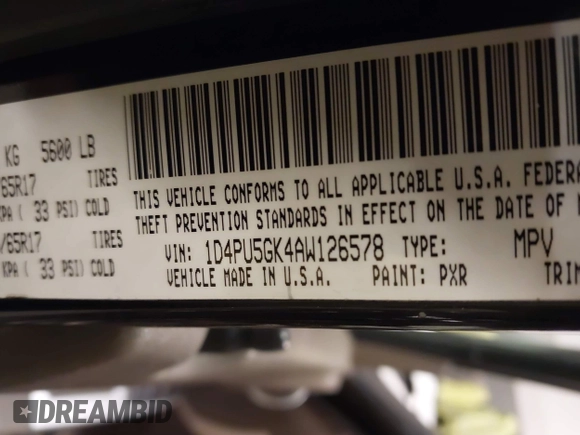 KG 5600 LB
65R17 TIRES
KPA ( 33 PSI) COLD
/65R17 TIRES
KPA ( 33 PSI) COLD
THIS VEHICLE CONFORMS TO ALL APPLICABLE U.S.A. FEDERA
THEFT PREVENTION STANDARDS IN EFFECT ON THE DATE OF
VIN: 1D4PU5GK4AW126578 TYPE: MPV
VEHICLE MADE IN U.S.A. PAINT: PXR TRIM
DREAMBID